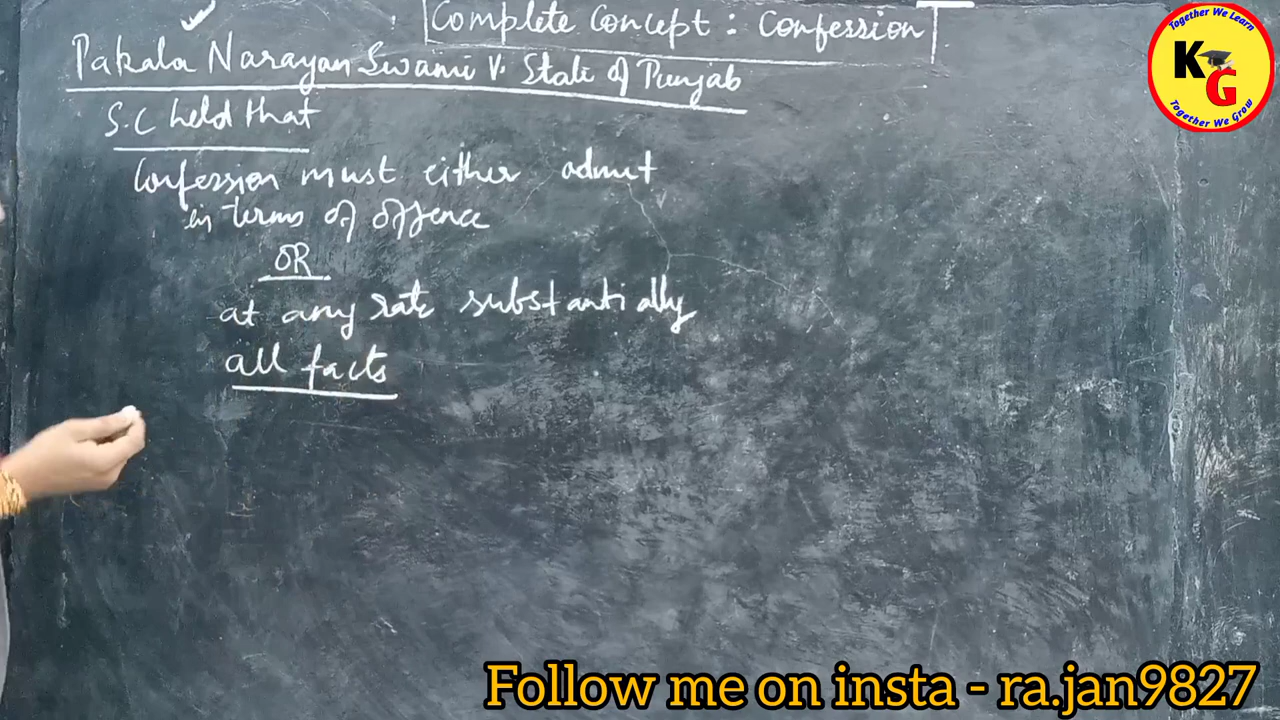 Complete Concept : Confession
Pakala Narayan Swami V. State of Punjab
S.C held that
Confession must either admit
in terms of offence
OR
at any rate substantially
all facts
Together We Learn
KG
Together We Grow
Follow me on insta - ra.jan9827